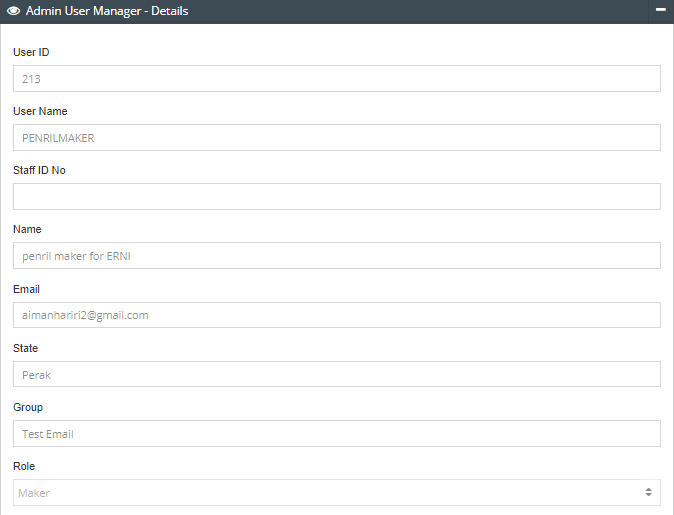 Admin User Manager - Details
User ID
213
User Name
PENRILMAKER
Staff ID No
Name
penril maker for ERNI
Email
aimanhariri2@gmail.com
State
Perak
Group
Test Email
Role
Maker